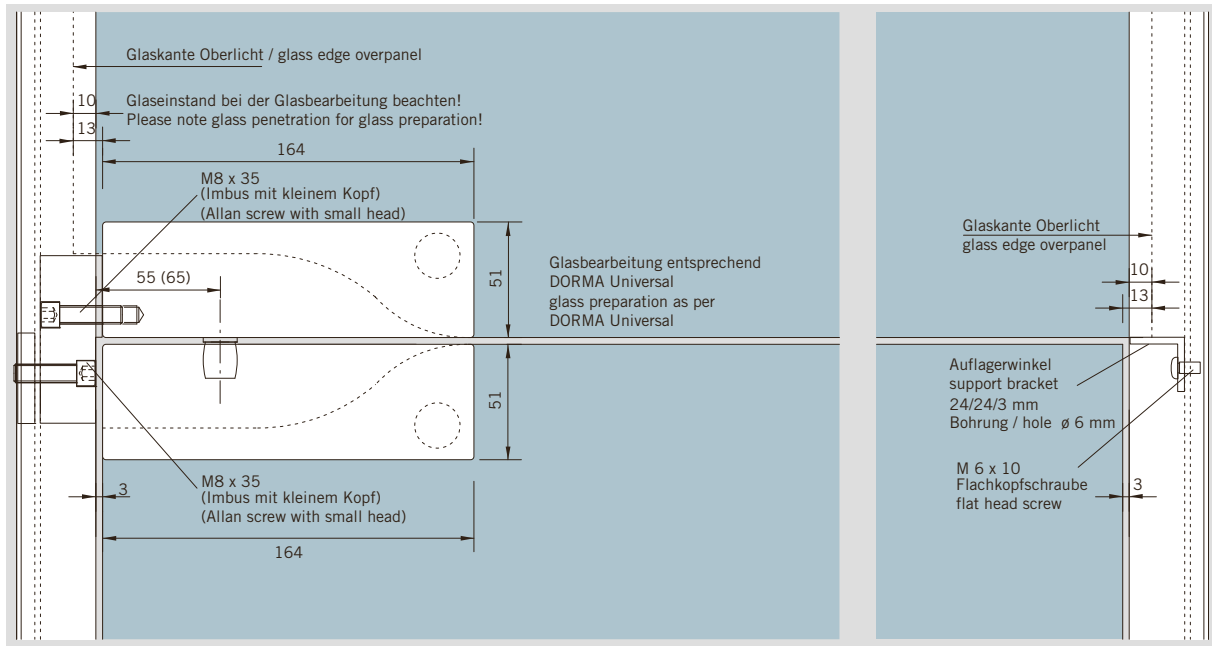 Glaskante Oberlicht / glass edge overpanel
10
Glaseinstand bei der Glasbearbeitung beachten!
Please note glass penetration for glass preparation!
13
164
M8 x 35
(Imbus mit kleinem Kopf)
(Allan screw with small head)
55 (65)
51
Glasbearbeitung entsprechend
DORMA Universal
glass preparation as per
DORMA Universal
51
3
M8 x 35
(Imbus mit kleinem Kopf)
(Allan screw with small head)
164
Glaskante Oberlicht
glass edge overpanel
10
13
Auflagerwinkel
support bracket
24/24/3 mm
Bohrung / hole ø 6 mm
M 6 x 10
Flachkopfschraube
flat head screw
3